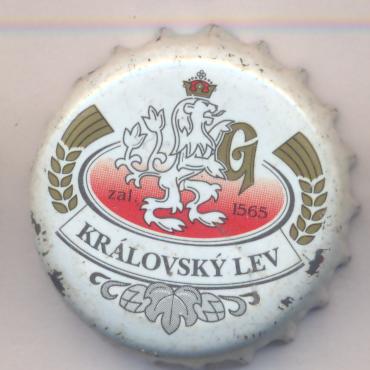 G
zal. 1565
KRÁLOVSKÝ LEV